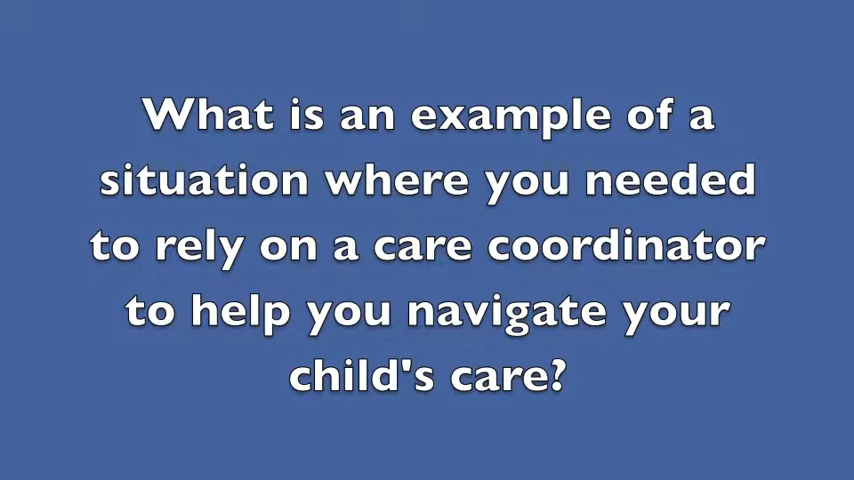 What is an example of a
situation where you needed
to rely on a care coordinator
to help you navigate your
child's care?